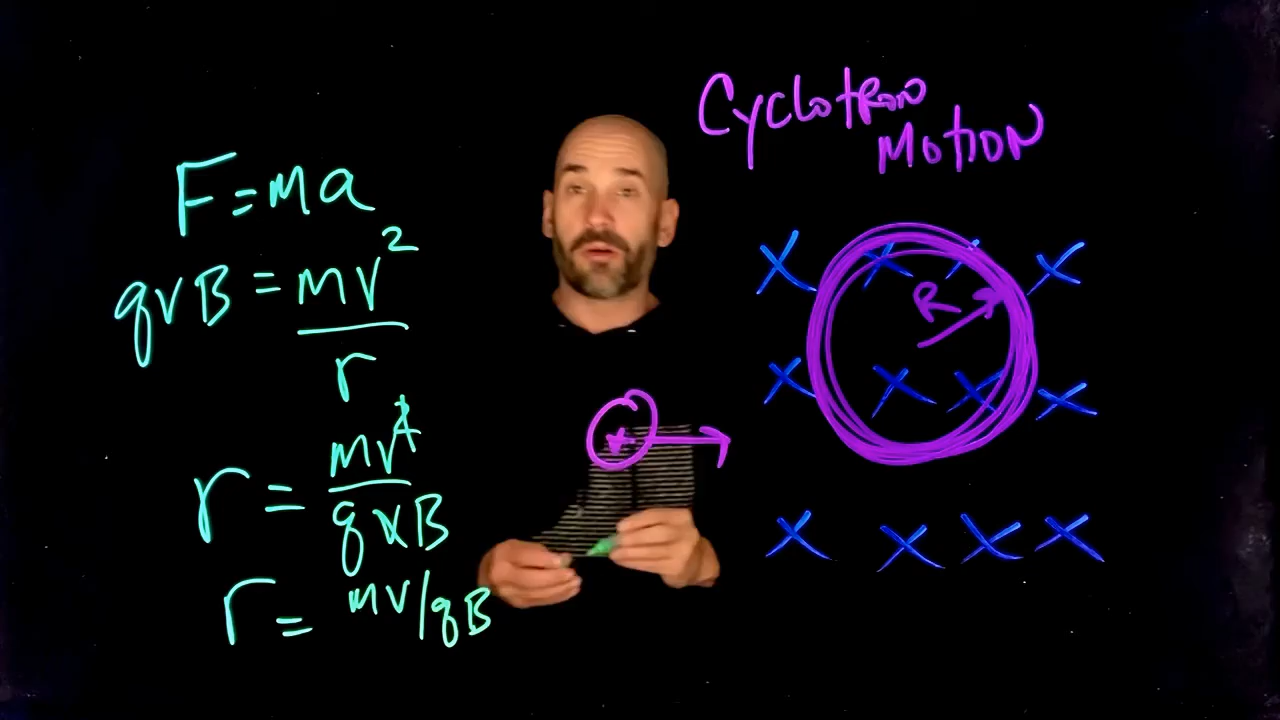 F = ma
qvB = mv²/r
r = mv²/qvB
r = mv/qB
Cyclotron
Motion
R
+
X X X X
X X X X
X X X X